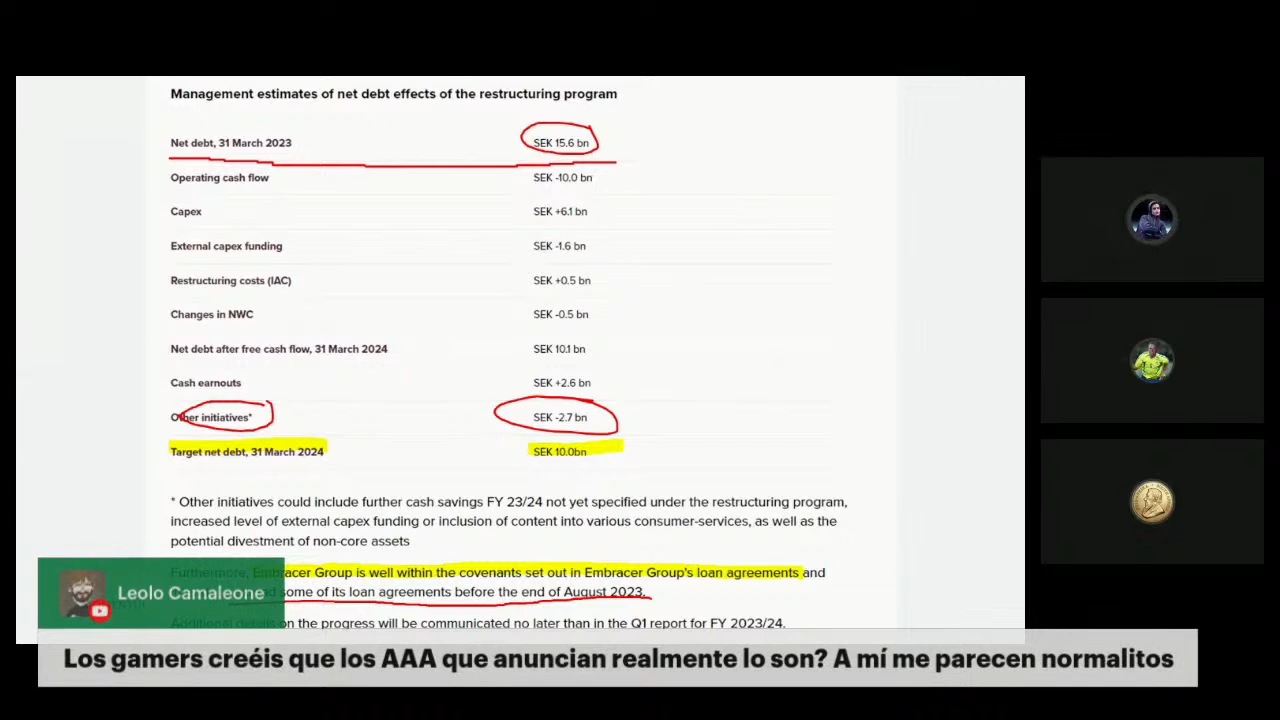 Management estimates of net debt effects of the restructuring program
Net debt, 31 March 2023 SEK 15.6 bn
Operating cash flow SEK -10.0 bn
Capex SEK +6.1 bn
External capex funding SEK -1.6 bn
Restructuring costs (IAC) SEK +0.5 bn
Changes in NWC SEK -0.5 bn
Net debt after free cash flow, 31 March 2024 SEK 10.1 bn
Cash earnouts SEK +2.6 bn
Other initiatives* SEK -2.7 bn
Target net debt, 31 March 2024 SEK 10.0bn
* Other initiatives could include further cash savings FY 23/24 not yet specified under the restructuring program,
increased level of external capex funding or inclusion of content into various consumer-services, as well as the
potential divestment of non-core assets
Furthermore, Embracer Group is well within the covenants set out in Embracer Group's loan agreements and
some of its loan agreements before the end of August 2023.
Additional details on the progress will be communicated no later than in the Q1 report for FY 2023/24.
Leolo Camaleone
Los gamers creéis que los AAA que anuncian realmente lo son? A mí me parecen normalitos